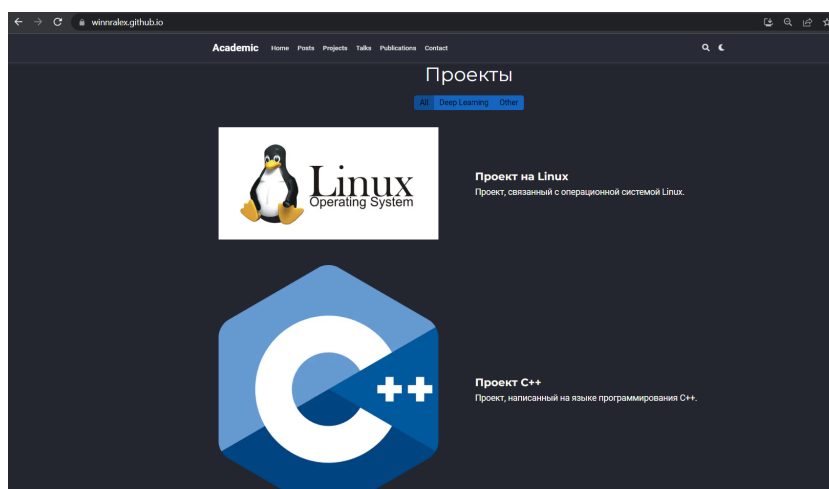 winnralex.github.io
Academic Home Posts Projects Talks Publications Contact
Проекты
All Deep Learning Other
Linux
Operating System
Проект на Linux
Проект, связанный с операционной системой Linux.
C++
Проект C++
Проект, написанный на языке программирования C++.